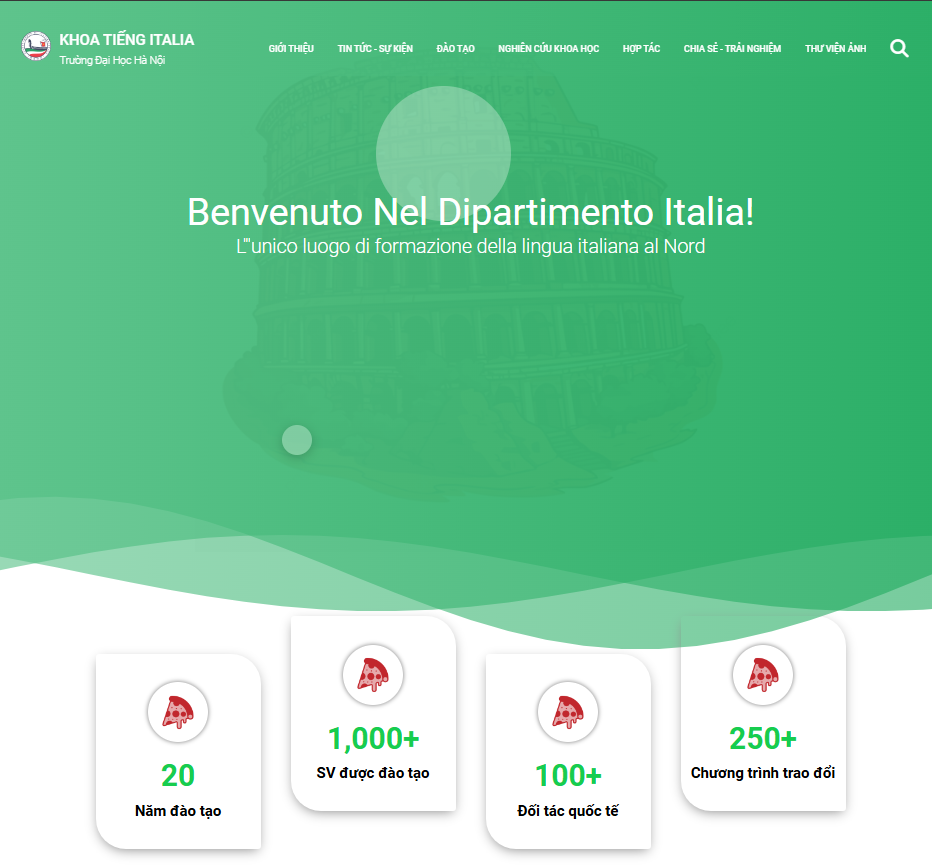 KHOA TIẾNG ITALIA
Trường Đại Học Hà Nội
GIỚI THIỆU TIN TỨC - SỰ KIỆN ĐÀO TẠO NGHIÊN CỨU KHOA HỌC HỢP TÁC CHIA SẺ - TRẢI NGHIỆM THƯ VIỆN ẢNH
Benvenuto Nel Dipartimento Italia!
L'"unico luogo di formazione della lingua italiana al Nord
20
Năm đào tạo
1,000+
SV được đào tạo
100+
Đối tác quốc tế
250+
Chương trình trao đổi